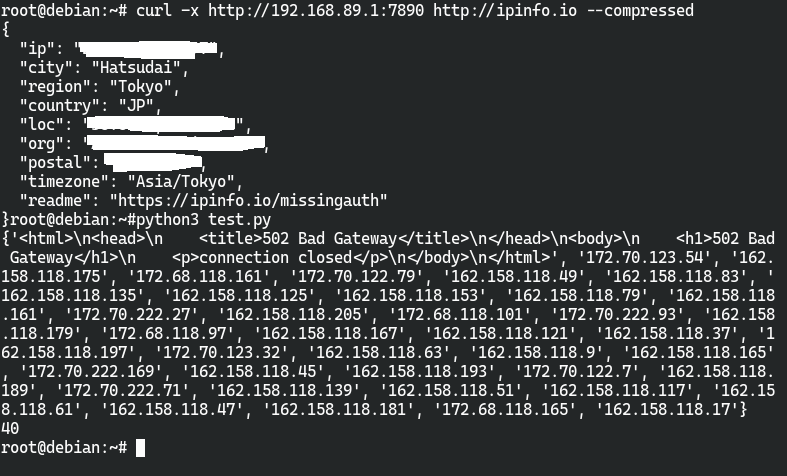 root@debian:~# curl -x http://192.168.89.1:7890 http://ipinfo.io --compressed
{
  "ip": "
  "city": "Hatsudai",
  "region": "Tokyo",
  "country": "JP",
  "loc": "",
  "org": ",
  "postal": ,
  "timezone": "Asia/Tokyo",
  "readme": "https://ipinfo.io/missingauth"
}root@debian:~#python3 test.py
{'<html>\n<head>\n    <title>502 Bad Gateway</title>\n</head>\n<body>\n    <h1>502 Bad
 Gateway</h1>\n    <p>connection closed</p>\n</body>\n</html>', '172.70.123.54', '162.
158.118.175', '172.68.118.161', '172.70.122.79', '162.158.118.49', '162.158.118.83', '
162.158.118.135', '162.158.118.125', '162.158.118.153', '162.158.118.79', '162.158.118
.161', '172.70.222.27', '162.158.118.205', '172.68.118.101', '172.70.222.93', '162.158
.118.179', '172.68.118.97', '162.158.118.167', '162.158.118.121', '162.158.118.37', '1
62.158.118.197', '172.70.123.32', '162.158.118.63', '162.158.118.9', '162.158.118.165'
, '172.70.222.169', '162.158.118.45', '162.158.118.193', '172.70.122.7', '162.158.118.
189', '172.70.222.71', '162.158.118.139', '162.158.118.51', '162.158.118.117', '162.15
8.118.61', '162.158.118.47', '162.158.118.181', '172.68.118.165', '162.158.118.17'}
40
root@debian:~#